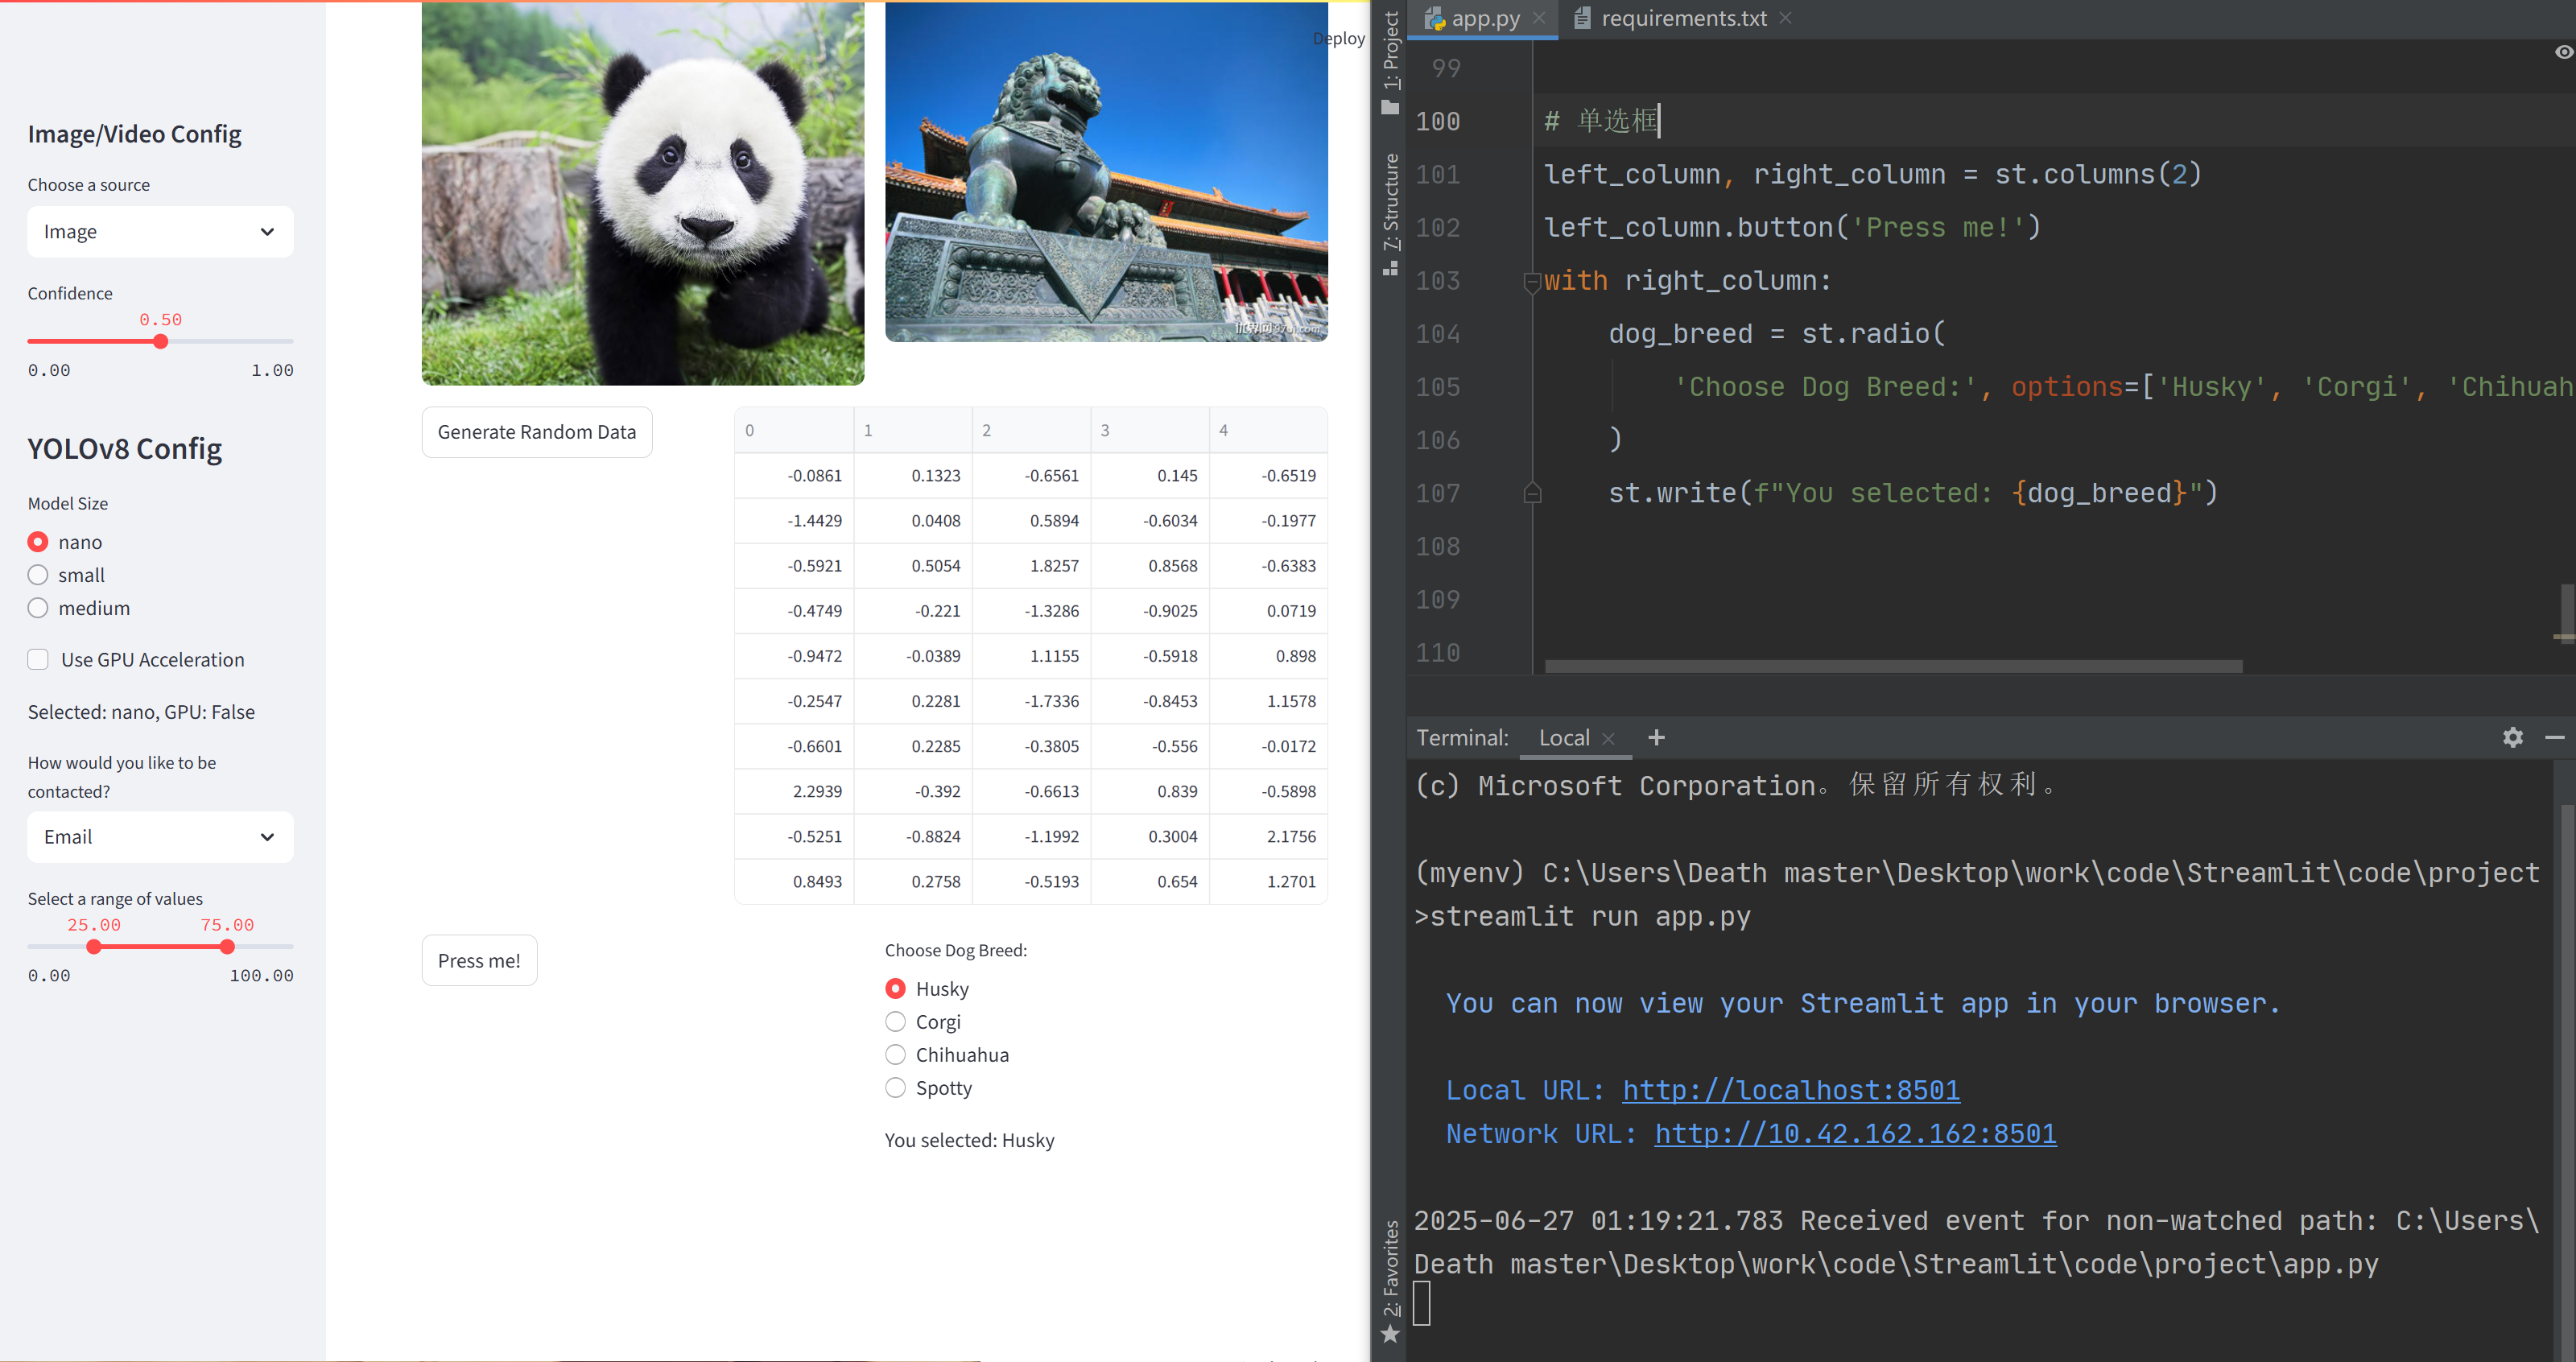 Deploy
Image/Video Config
Choose a source
Image
Confidence
0.50
0.00 1.00
YOLOv8 Config
Model Size
nano
small
medium
Use GPU Acceleration
Selected: nano, GPU: False
How would you like to be
contacted?
Email
Select a range of values
25.00 75.00
0.00 100.00
Generate Random Data
0 1 2 3 4
-0.0861 0.1323 -0.6561 0.145 -0.6519
-1.4429 0.0408 0.5894 -0.6034 -0.1977
-0.5921 0.5054 1.8257 0.8568 -0.6383
-0.4749 -0.221 -1.3286 -0.9025 0.0719
-0.9472 -0.0389 1.1155 -0.5918 0.898
-0.2547 0.2281 -1.7336 -0.8453 1.1578
-0.6601 0.2285 -0.3805 -0.556 -0.0172
2.2939 -0.392 -0.6613 0.839 -0.5898
-0.5251 -0.8824 -1.1992 0.3004 2.1756
0.8493 0.2758 -0.5193 0.654 1.2701
Press me!
Choose Dog Breed:
Husky
Corgi
Chihuahua
Spotty
You selected: Husky
1: Project
7: Structure
2: Favorites
app.py requirements.txt
99
100 # 单选框
101 left_column, right_column = st.columns(2)
102 left_column.button('Press me!')
103 with right_column:
104 dog_breed = st.radio(
105 'Choose Dog Breed:', options=['Husky', 'Corgi', 'Chihuah
106 )
107 st.write(f"You selected: {dog_breed}")
108
109
110
Terminal: Local +
(c) Microsoft Corporation。保留所有权利。
(myenv) C:\Users\Death master\Desktop\work\code\Streamlit\code\project
>streamlit run app.py
You can now view your Streamlit app in your browser.
Local URL: http://localhost:8501
Network URL: http://10.42.162.162:8501
2025-06-27 01:19:21.783 Received event for non-watched path: C:\Users\
Death master\Desktop\work\code\Streamlit\code\project\app.py